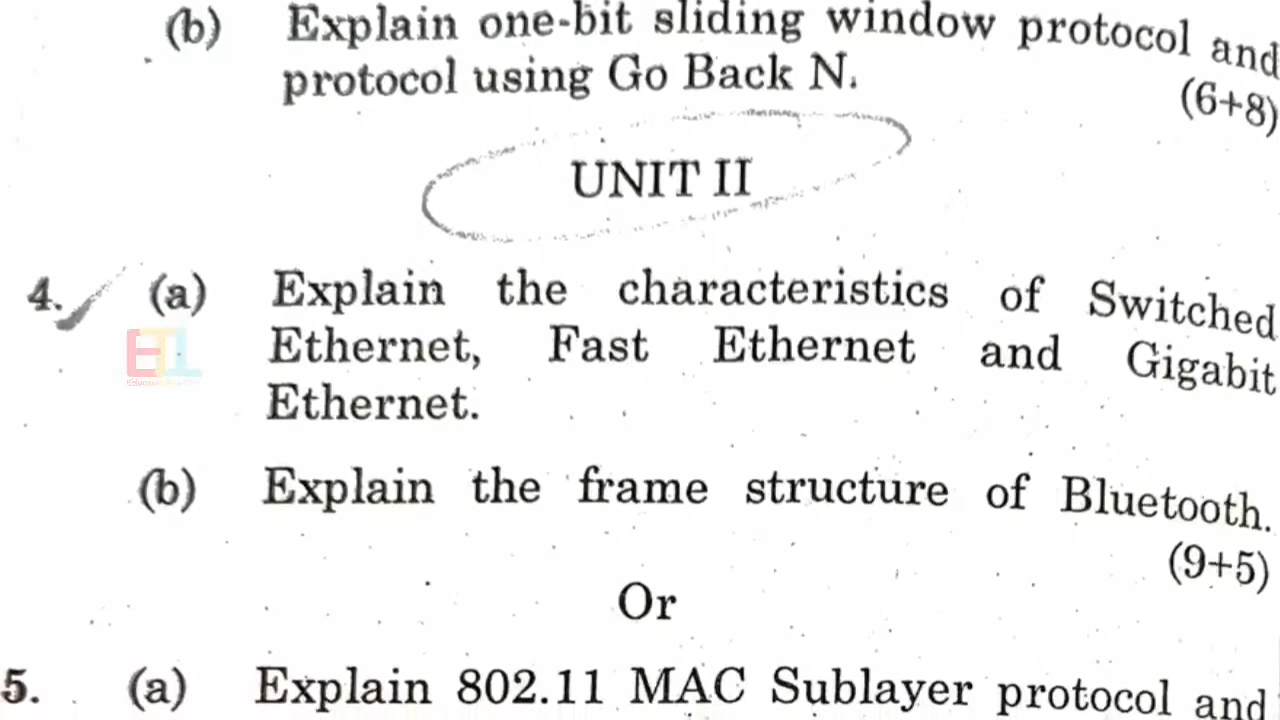 (b) Explain one-bit sliding window protocol and
protocol using Go Back N.
(6+8)
UNIT II
4. (a) Explain the characteristics of Switched
Ethernet, Fast Ethernet and Gigabit
Ethernet.
(b) Explain the frame structure of Bluetooth.
(9+5)
Or
5. (a) Explain 802.11 MAC Sublayer protocol and